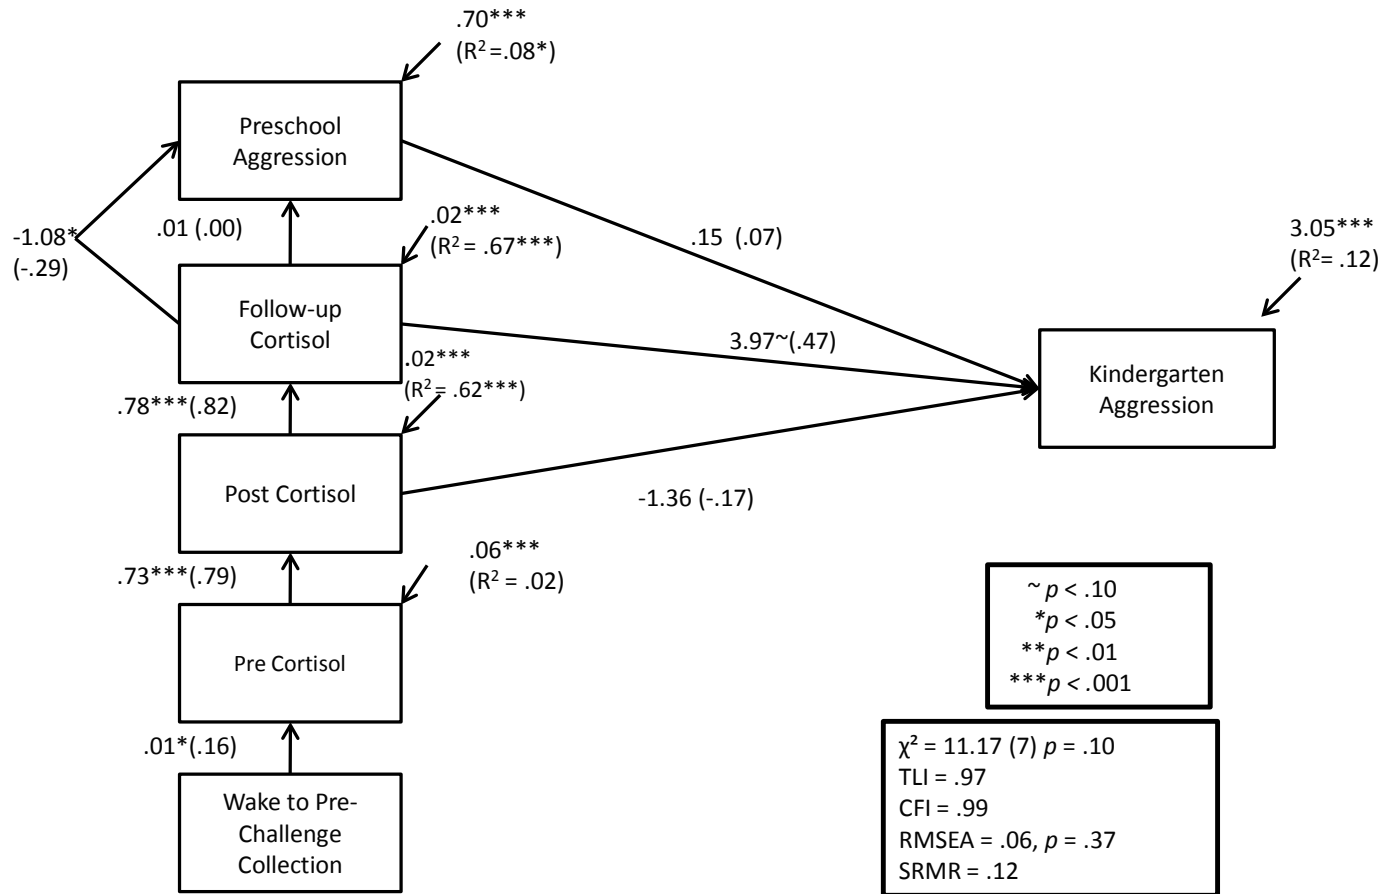 .70***
(R² =.08*)
Preschool
Aggression
-1.08*
(-.29)
.01 (.00)
.02***
(R² = .67***)
.15 (.07)
3.05***
(R²= .12)
Follow-up
Cortisol
3.97~(.47)
.02***
(R² = .62***)
Kindergarten
Aggression
.78***(.82)
Post Cortisol
-1.36 (-.17)
.73***(.79)
.06***
(R² = .02)
Pre Cortisol
~ p < .10
*p < .05
**p < .01
***p < .001
.01*(.16)
Wake to Pre-
Challenge
Collection
χ² = 11.17 (7) p = .10
TLI = .97
CFI = .99
RMSEA = .06, p = .37
SRMR = .12